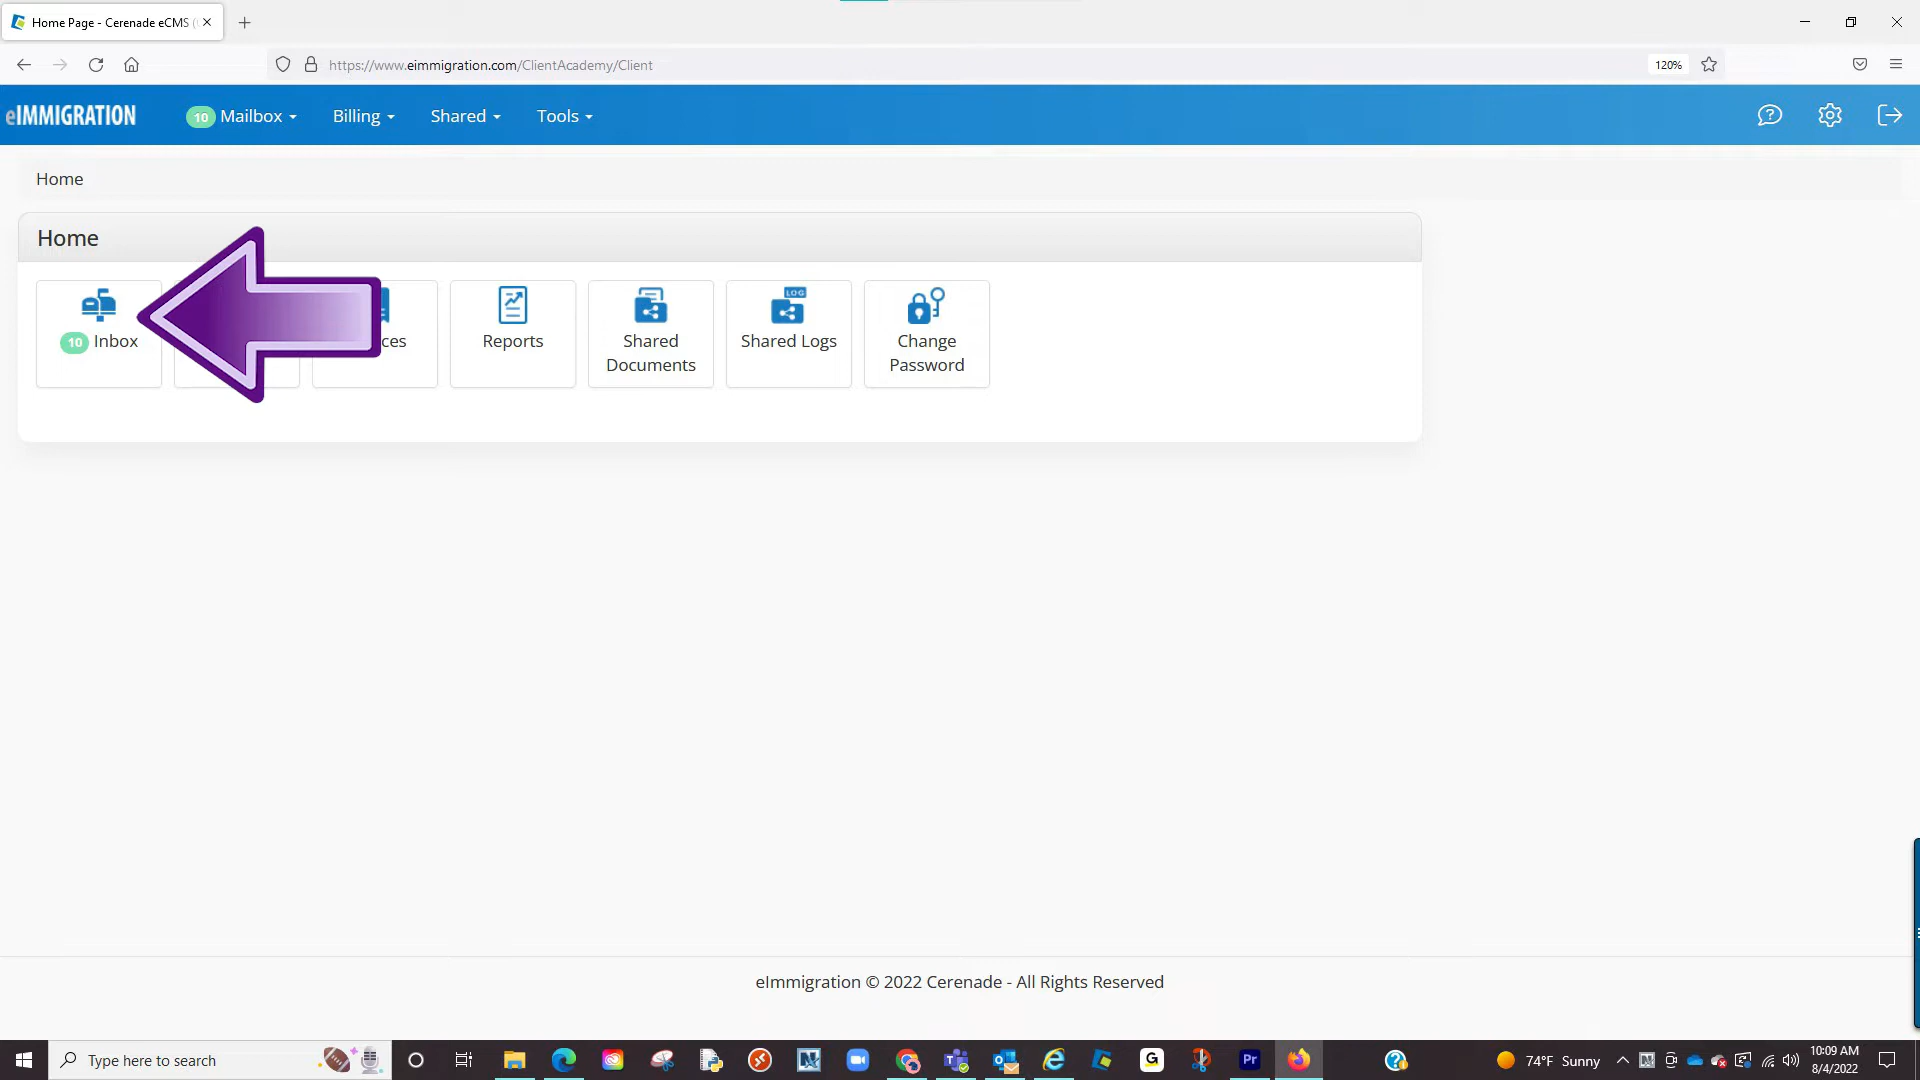 Home Page - Cerenade eCMS (
https://www.eimmigration.com/ClientAcademy/Client
120%
eIMMIGRATION
10 Mailbox
Billing
Shared
Tools
Home
Home
10 Inbox
ces
Reports
Shared
Documents
LOG
Shared Logs
Change
Password
eImmigration © 2022 Cerenade - All Rights Reserved
Type here to search
Pr
74°F Sunny
10:09 AM
8/4/2022